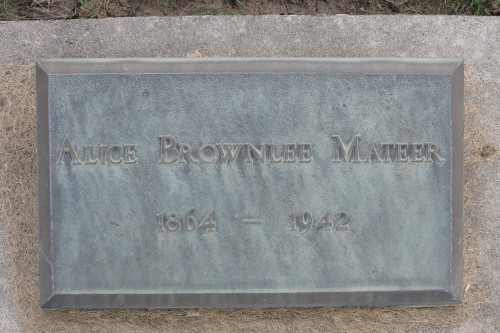 Alice Brownlee Mateer
1864 – 1942